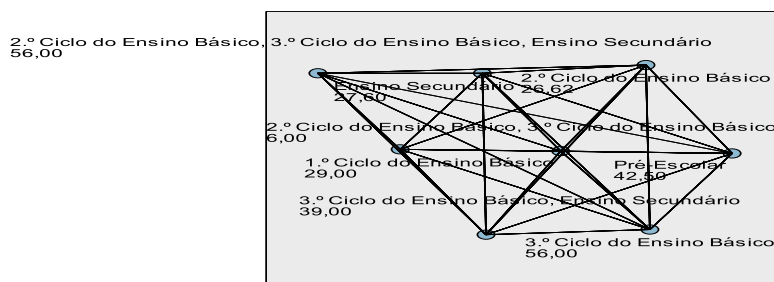 2.º Ciclo do Ensino Básico, 3.º Ciclo do Ensino Básico, Ensino Secundário
56,00
Ensino Secundário
27,60
2.º Ciclo do Ensino Básico
26,62
2.º Ciclo do Ensino Básico, 3.º Ciclo do Ensino Básico
6,00
1.º Ciclo do Ensino Básico
29,00
Pré-Escolar
42,50
3.º Ciclo do Ensino Básico, Ensino Secundário
39,00
3.º Ciclo do Ensino Básico
56,00